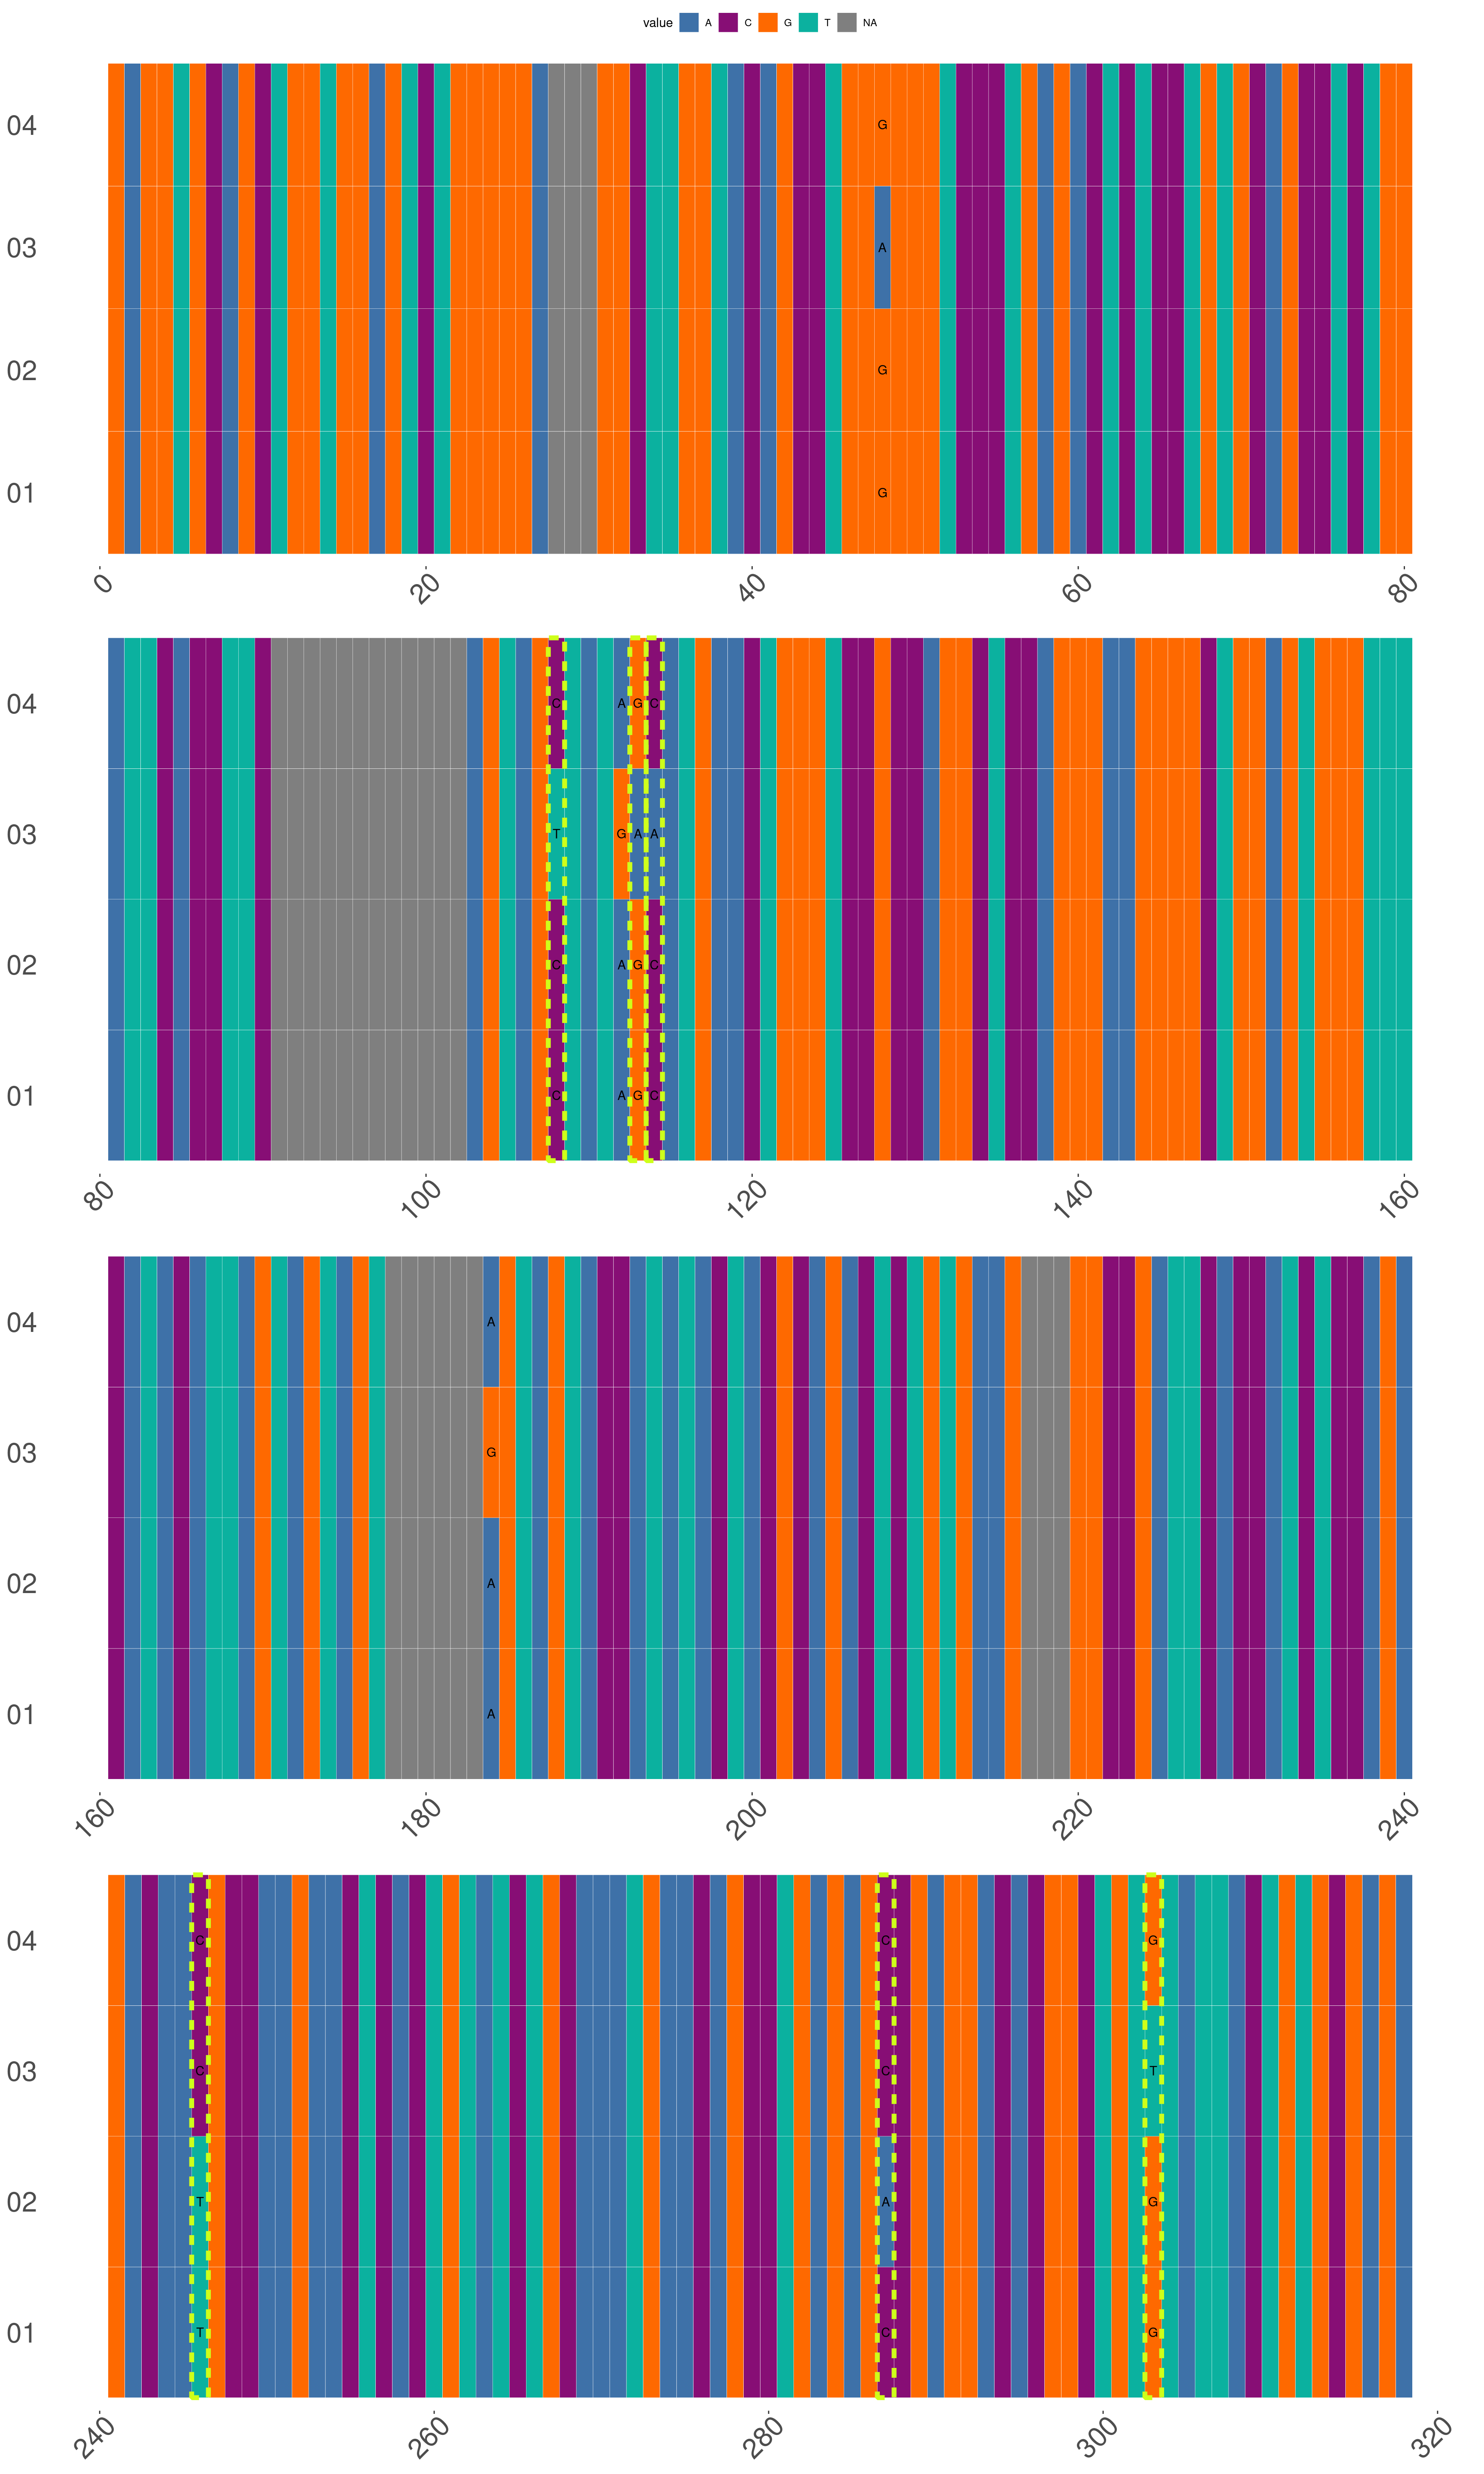 value A C G T NA
04 G
03 A
02 G
01 G
0 20 40 60 80
04 C A G C
03 T G A A
02 C A G C
01 C A G C
80 100 120 140 160
04 A
03 G
02 A
01 A
160 180 200 220 240
04 C C G
03 C C T
02 T A G
01 T C G
240 260 280 300 320